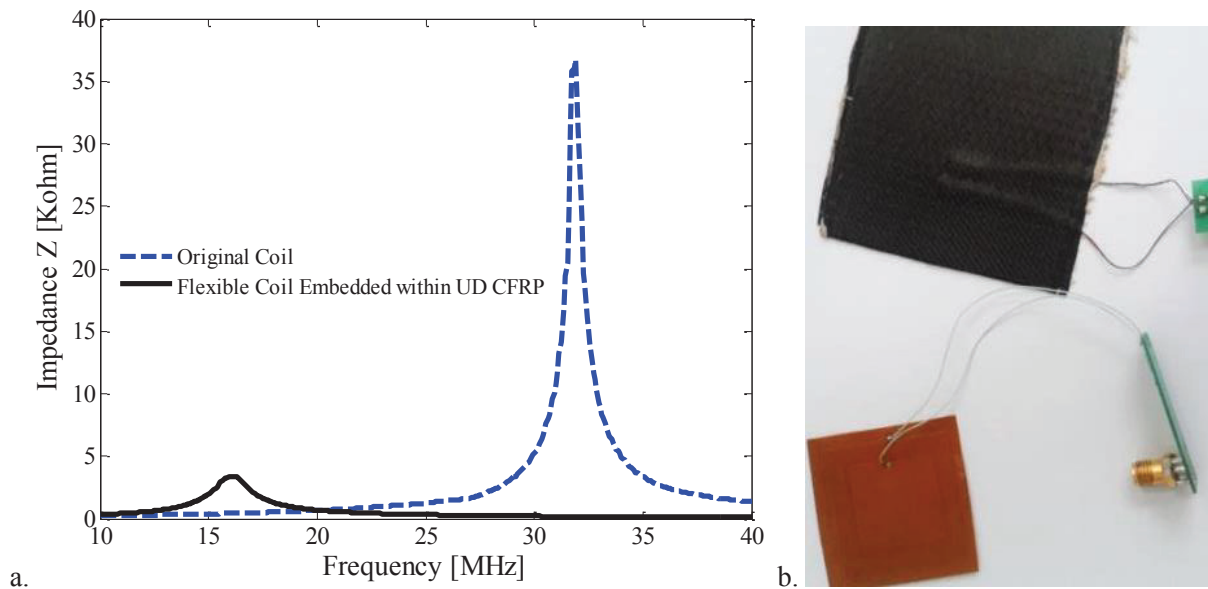 40
35
30
25
20
15
10
5
0
Impedance Z [Kohm]
Original Coil
Flexible Coil Embedded within UD CFRP
10 15 20 25 30 35 40
Frequency [MHz]
a.
b.